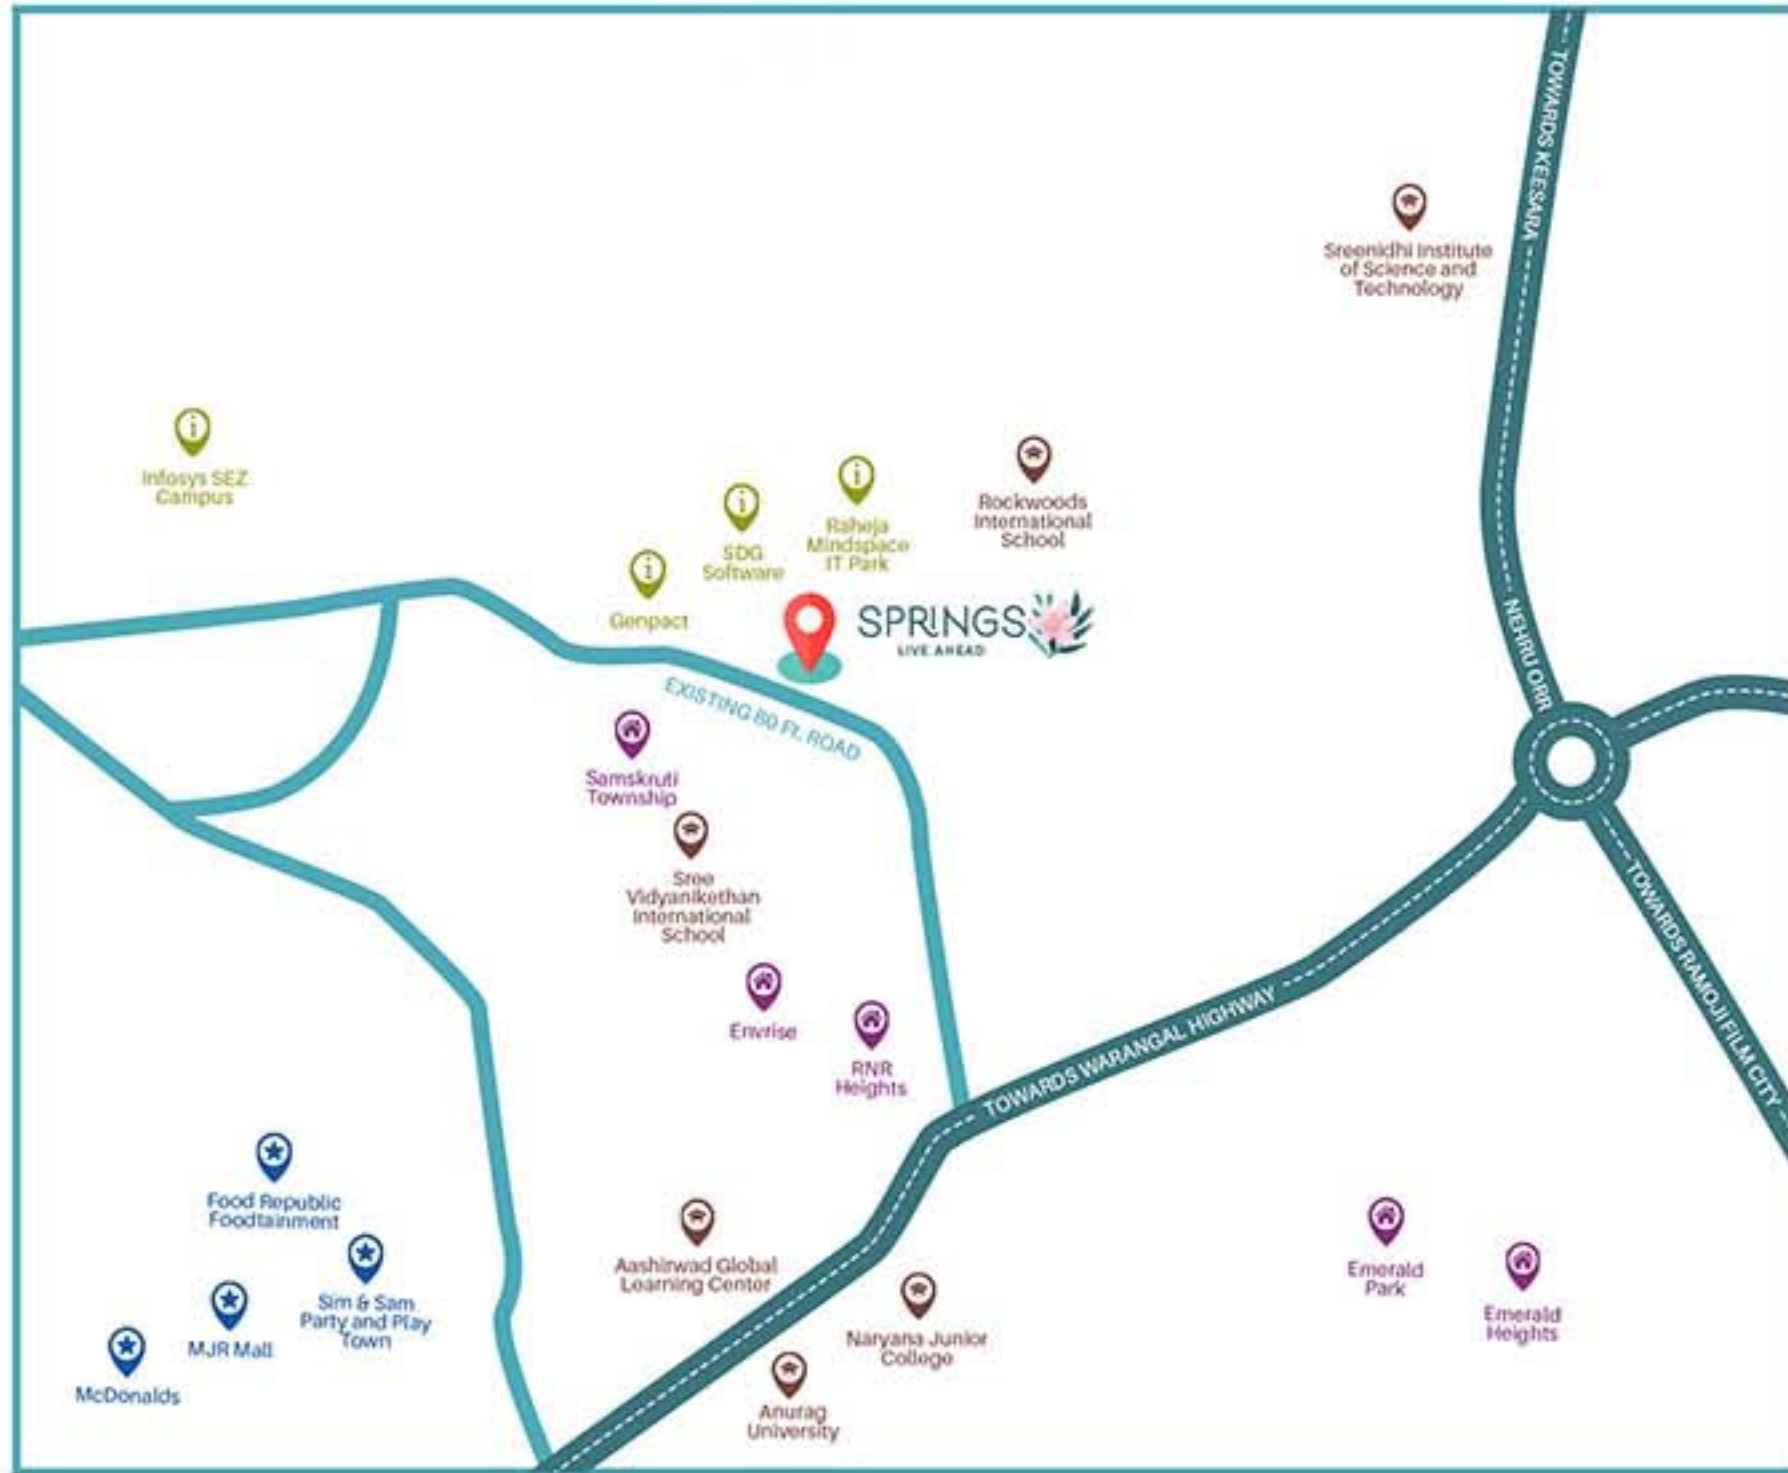 TOWARDS KEESARA
Sreenidhi Institute
of Science and
Technology
Infosys SEZ
Campus
Rockwoods
International
School
Raheja
Mindspace
IT Park
SDG
Software
Genpact
SPRINGS
LIVE AHEAD
NEHRU ORR
EXISTING 80 Ft. ROAD
Samskruti
Township
Sree
Vidyanikethan
International
School
TOWARDS RAMOJI FILM CITY
Envrise
RNR
Heights
TOWARDS WARANGAL HIGHWAY
Food Republic
Foodtainment
Aashirwad Global
Learning Center
Emerald
Park
Sim & Sam
Party and Play
Town
Emerald
Heights
MJR Mall
Naryana Junior
College
McDonalds
Anurag
University